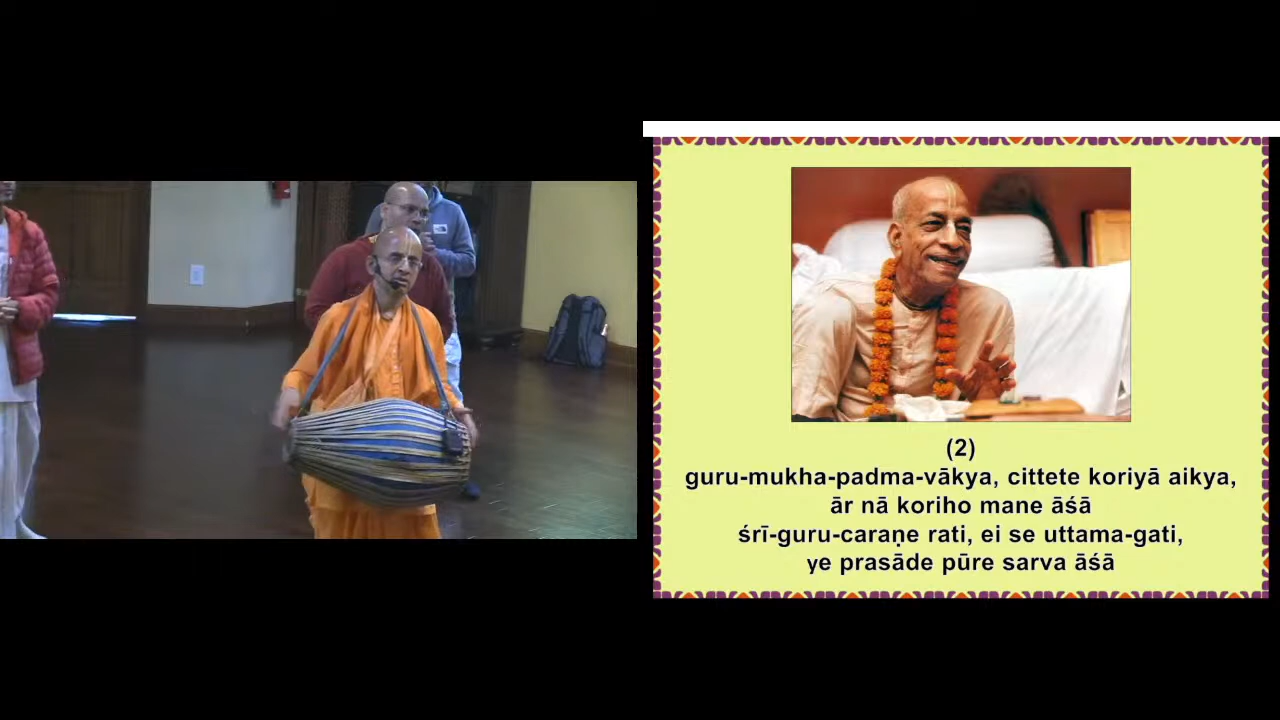 (2)
guru-mukha-padma-vākya, cittete koriyā aikya,
ār nā koriho mane āśā
śrī-guru-caraṇe rati, ei se uttama-gati,
ye prasāde pūre sarva āśā